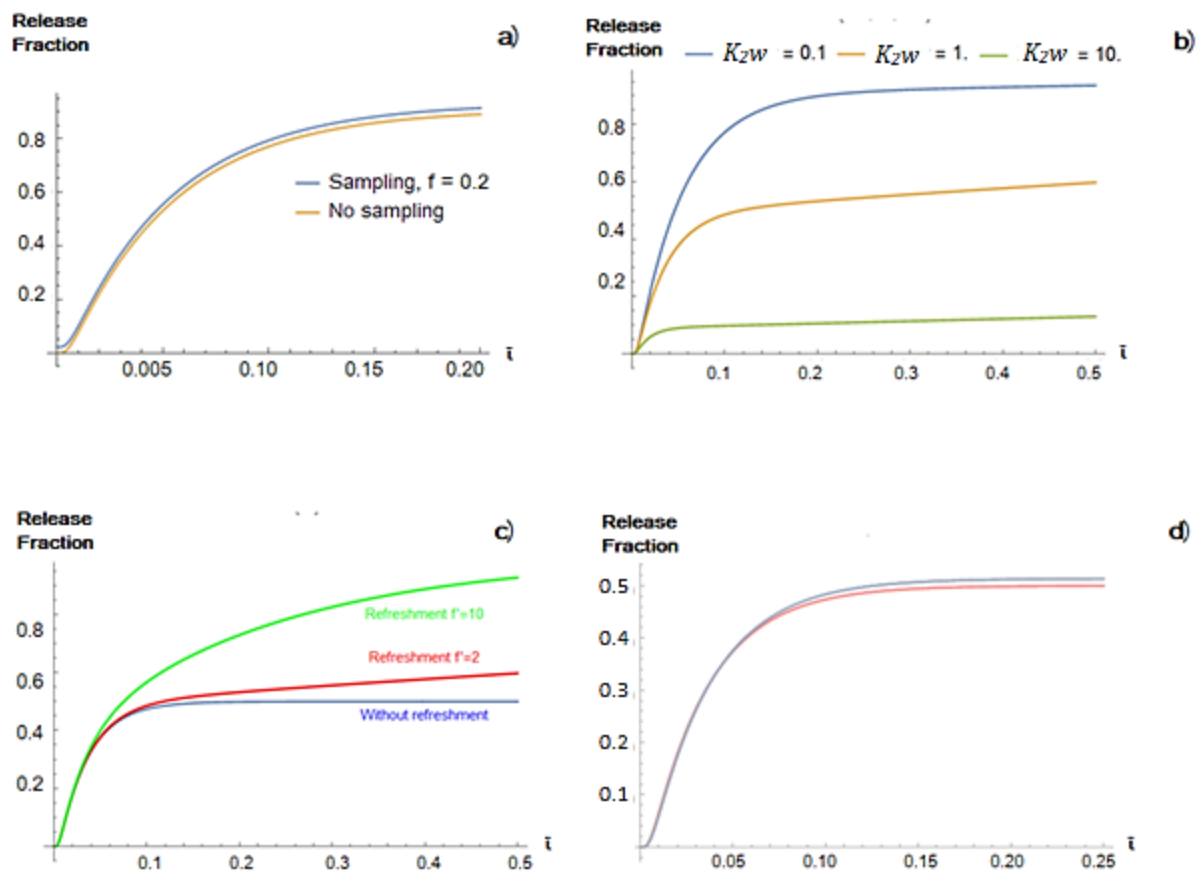 Release
Fraction
a)
0.8
0.6
0.4
0.2
Sampling, f = 0.2
No sampling
0.005
0.10
0.15
0.20
t̄
Release
Fraction
K₂w = 0.1
K₂w = 1.
K₂w = 10.
b)
0.8
0.6
0.4
0.2
0.1
0.2
0.3
0.4
0.5
t̄
Release
Fraction
c)
0.8
0.6
0.4
0.2
Refreshment f'=10
Refreshment f'=2
Without refreshment
0.1
0.2
0.3
0.4
0.5
t̄
Release
Fraction
d)
0.5
0.4
0.3
0.2
0.1
0.05
0.10
0.15
0.20
0.25
t̄